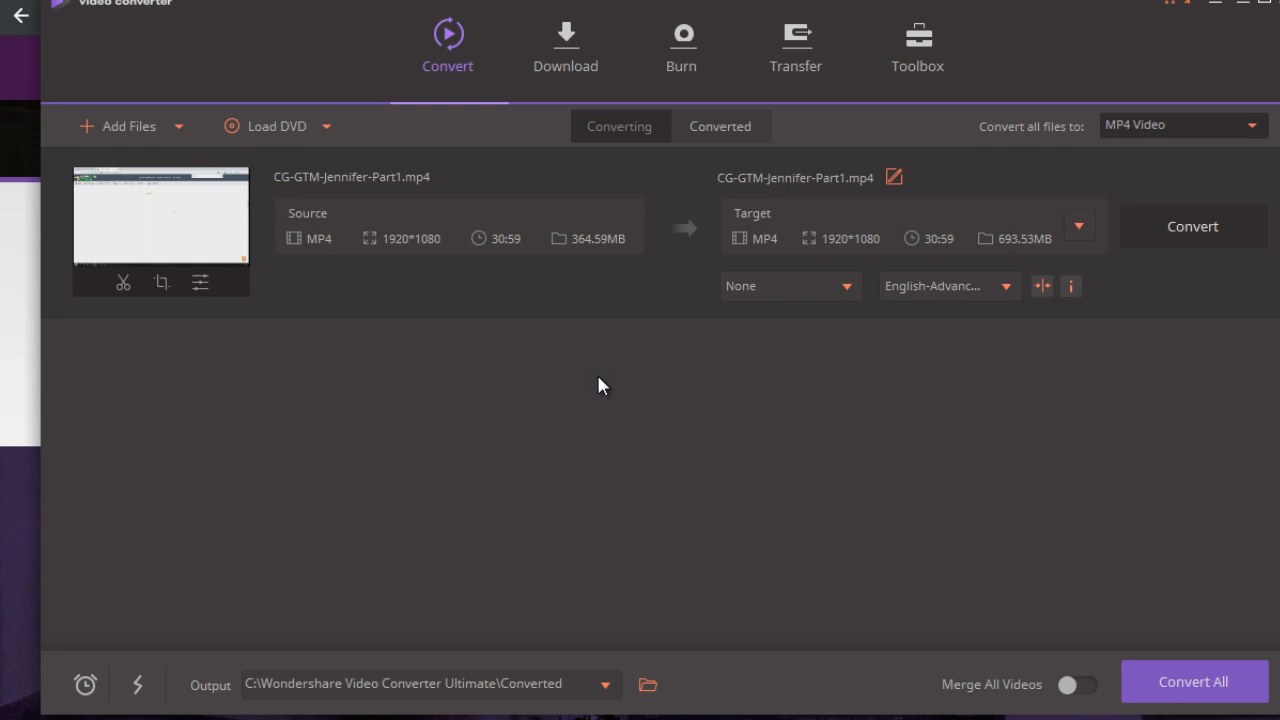 video converter
Convert
Download
Burn
Transfer
Toolbox
Add Files
Load DVD
Converting
Converted
Convert all files to:
MP4 Video
CG-GTM-Jennifer-Part1.mp4
CG-GTM-Jennifer-Part1.mp4
Source
MP4
1920*1080
30:59
364.59MB
Target
MP4
1920*1080
30:59
693.53MB
Convert
None
English-Advanc...
Output
C:\Wondershare Video Converter Ultimate\Converted
Merge All Videos
Convert All